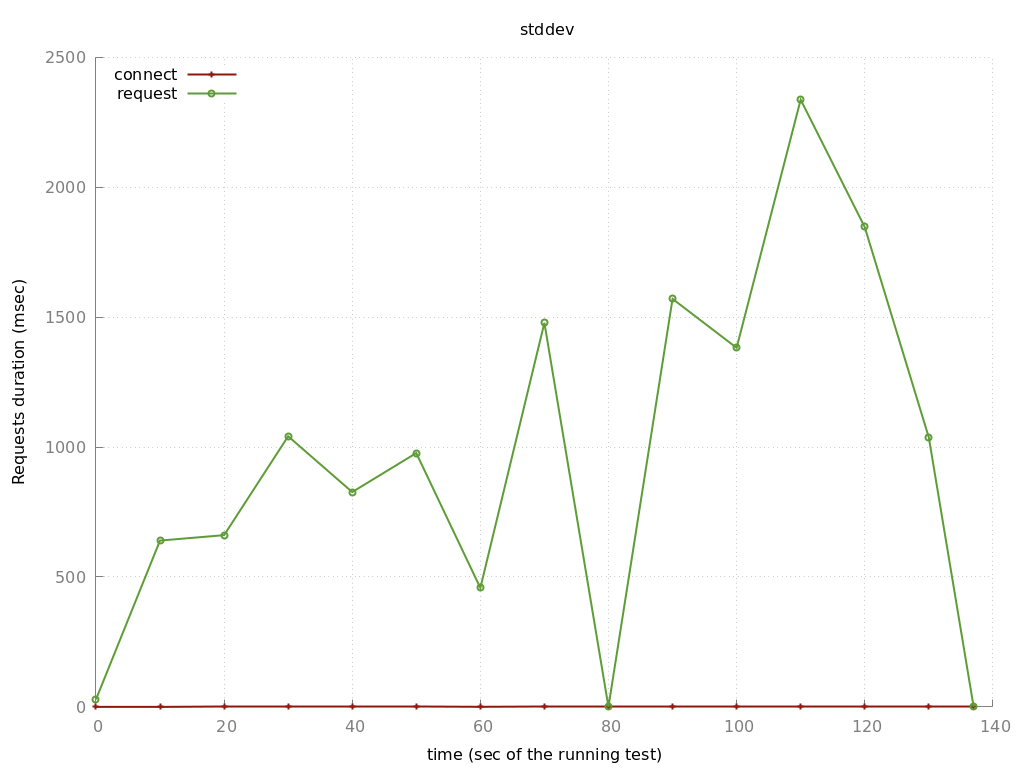 stddev
2500
2000
1500
1000
500
0
connect
request
Requests duration (msec)
0 20 40 60 80 100 120 140
time (sec of the running test)